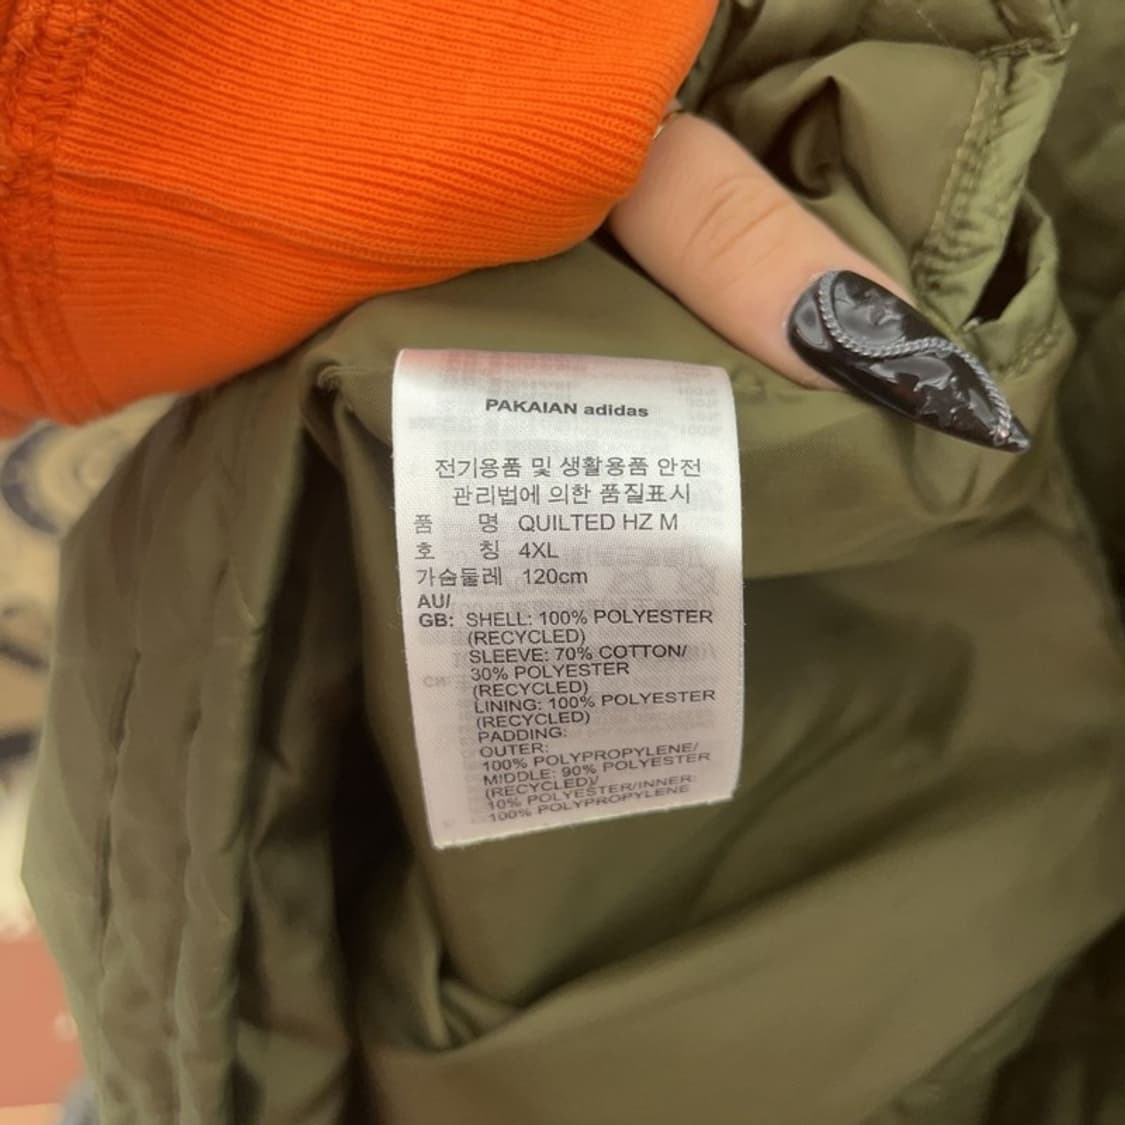 PAKAIAN adidas
전기용품 및 생활용품 안전
관리법에 의한 품질표시
품 명 QUILTED HZ M
호 칭 4XL
가슴둘레 120cm
AU/
GB: SHELL: 100% POLYESTER
(RECYCLED)
SLEEVE: 70% COTTON/
30% POLYESTER
(RECYCLED)
LINING: 100% POLYESTER
(RECYCLED)
PADDING:
OUTER:
100% POLYPROPYLENE/
MIDDLE: 90% POLYESTER
(RECYCLED)/
10% POLYESTER/INNER:
100% POLYPROPYLENE